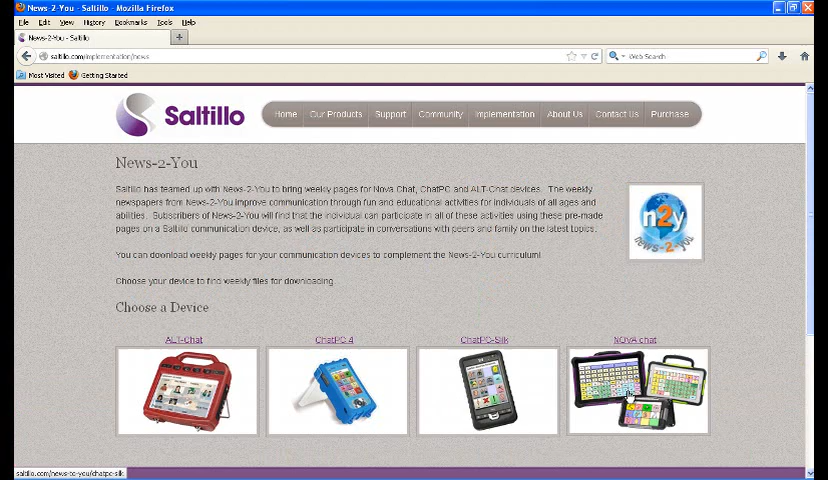 News-2-You - Saltillo - Mozilla Firefox
File Edit View History Bookmarks Tools Help
News-2-You - Saltillo
saltillo.com/implementation/news
Web Search
Most Visited Getting Started
Saltillo
Home Our Products Support Community Implementation About Us Contact Us Purchase
News-2-You
Saltillo has teamed up with News-2-You to bring weekly pages for Nova Chat, ChatPC and ALT-Chat devices. The weekly
newspapers from News-2-You improve communication through fun and educational activities for individuals of all ages and
abilities. Subscribers of News-2-You will find that the individual can participate in all of these activities using these pre-made
pages on a Saltillo communication device, as well as participate in conversations with peers and family on the latest topics.
n2y
news-2-you
You can download weekly pages for your communication devices to complement the News-2-You curriculum!
Choose your device to find weekly files for downloading.
Choose a Device
ALT-Chat ChatPC 4 ChatPC-Silk NOVA chat
saltillo.com/news-to-you/chatpc-silk